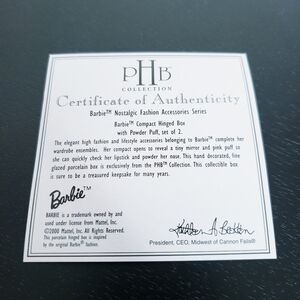 PHB
COLLECTION
Certificate of Authenticity
Barbie™ Nostalgic Fashion Accessories Series
Barbie™ Compact Hinged Box
with Powder Puff, set of 2.
The elegant high fashion and lifestyle accessories belonging to Barbie™ complete her
wardrobe ensembles. Her compact opens to reveal a tiny mirror and pink puff so
she can quickly check her lipstick and powder her nose. This hand decorated, fine
glazed porcelain box is exclusively from the PHB® Collection. This collectible box
is sure to be a treasured keepsake for many years.
Barbie™
BARBIE is a trademark owned by and
used under license from Mattel, Inc.
©2000 Mattel, Inc. All Rights Reserved.
This porcelain hinged box is inspired
by the original Barbie® fashion.
President, CEO, Midwest of Cannon Falls®